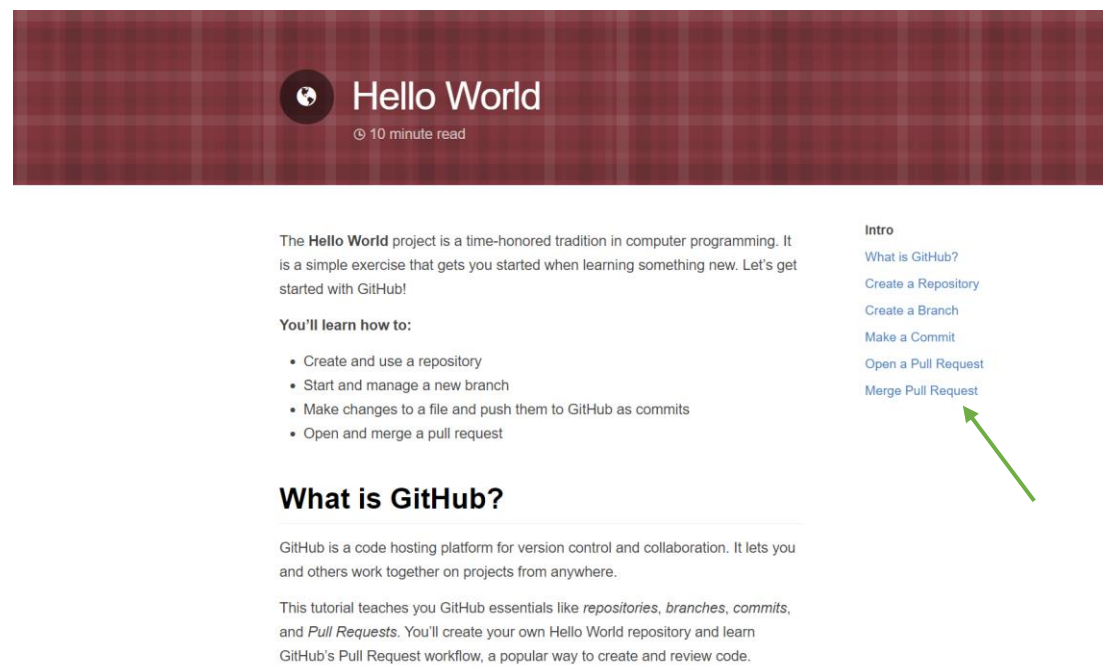 Hello World
10 minute read
The Hello World project is a time-honored tradition in computer programming. It
is a simple exercise that gets you started when learning something new. Let’s get
started with GitHub!
You’ll learn how to:
• Create and use a repository
• Start and manage a new branch
• Make changes to a file and push them to GitHub as commits
• Open and merge a pull request
What is GitHub?
GitHub is a code hosting platform for version control and collaboration. It lets you
and others work together on projects from anywhere.
This tutorial teaches you GitHub essentials like repositories, branches, commits,
and Pull Requests. You’ll create your own Hello World repository and learn
GitHub’s Pull Request workflow, a popular way to create and review code.
Intro
What is GitHub?
Create a Repository
Create a Branch
Make a Commit
Open a Pull Request
Merge Pull Request